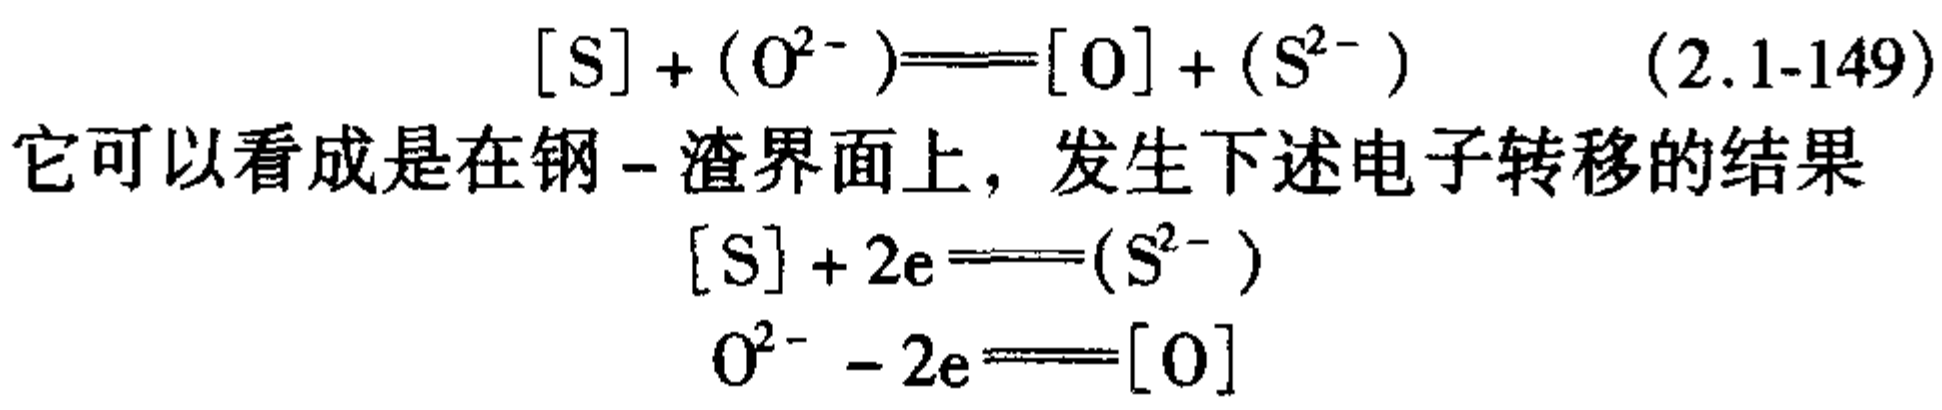 [S] + (O²⁻)══[O] + (S²⁻) (2.1-149)
它可以看成是在钢 – 渣界面上，发生下述电子转移的结果
[S] + 2e══(S²⁻)
O²⁻ – 2e══[O]